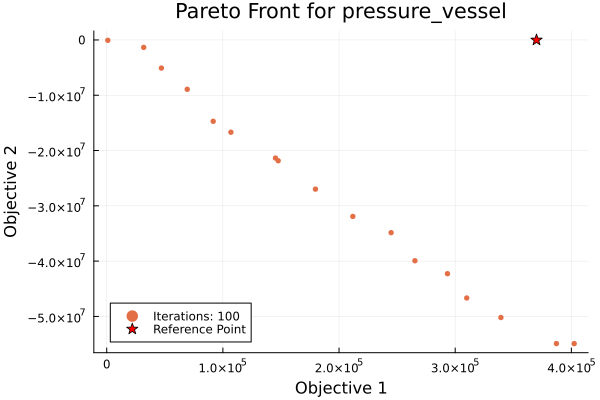 Pareto Front for pressure_vessel
Objective 2
0
-1.0×10⁷
-2.0×10⁷
-3.0×10⁷
-4.0×10⁷
-5.0×10⁷
Iterations: 100
Reference Point
0 1.0×10⁵ 2.0×10⁵ 3.0×10⁵ 4.0×10⁵
Objective 1